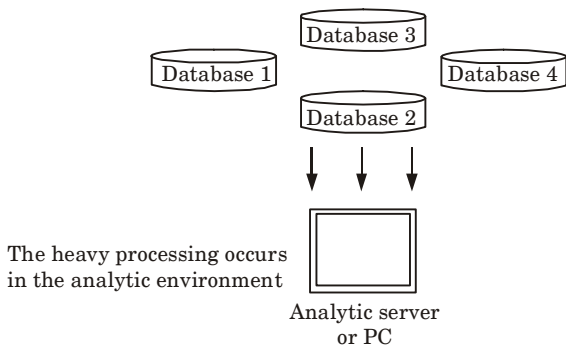 Database 3
Database 1
Database 4
Database 2
The heavy processing occurs
in the analytic environment
Analytic server
or PC